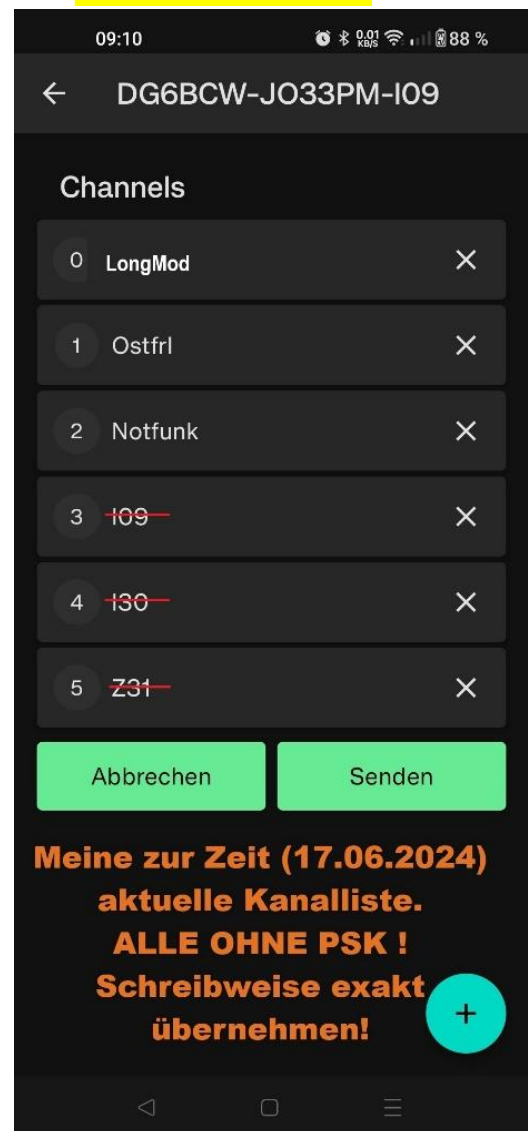 09:10 0.01 KB/S 88 %
← DG6BCW-JO33PM-I09
Channels
0 LongMod ×
1 Ostfrl ×
2 Notfunk ×
3 I09 ×
4 I30 ×
5 Z31 ×
Abbrechen Senden
Meine zur Zeit (17.06.2024)
aktuelle Kanalliste.
ALLE OHNE PSK !
Schreibweise exakt
übernehmen! +